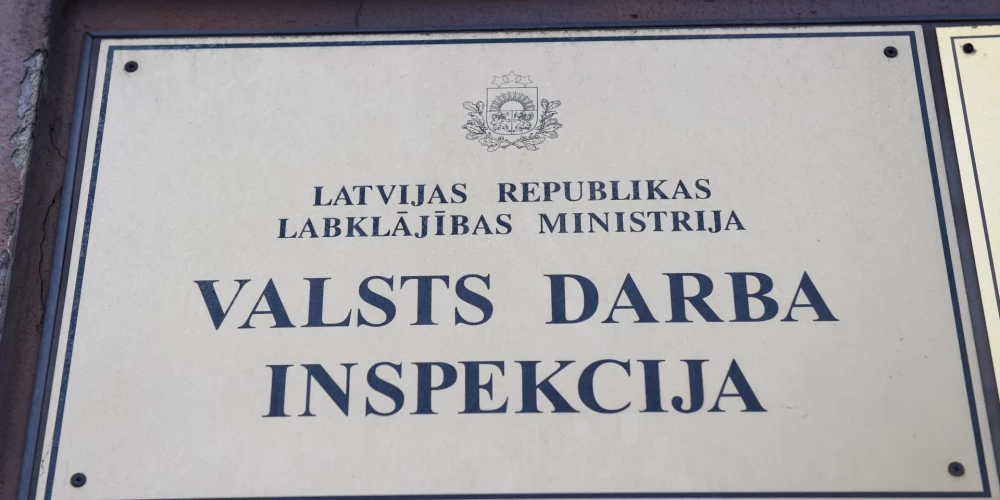 LATVIJAS REPUBLIKAS
LABKLĀJĪBAS MINISTRIJA
VALSTS DARBA
INSPEKCIJA